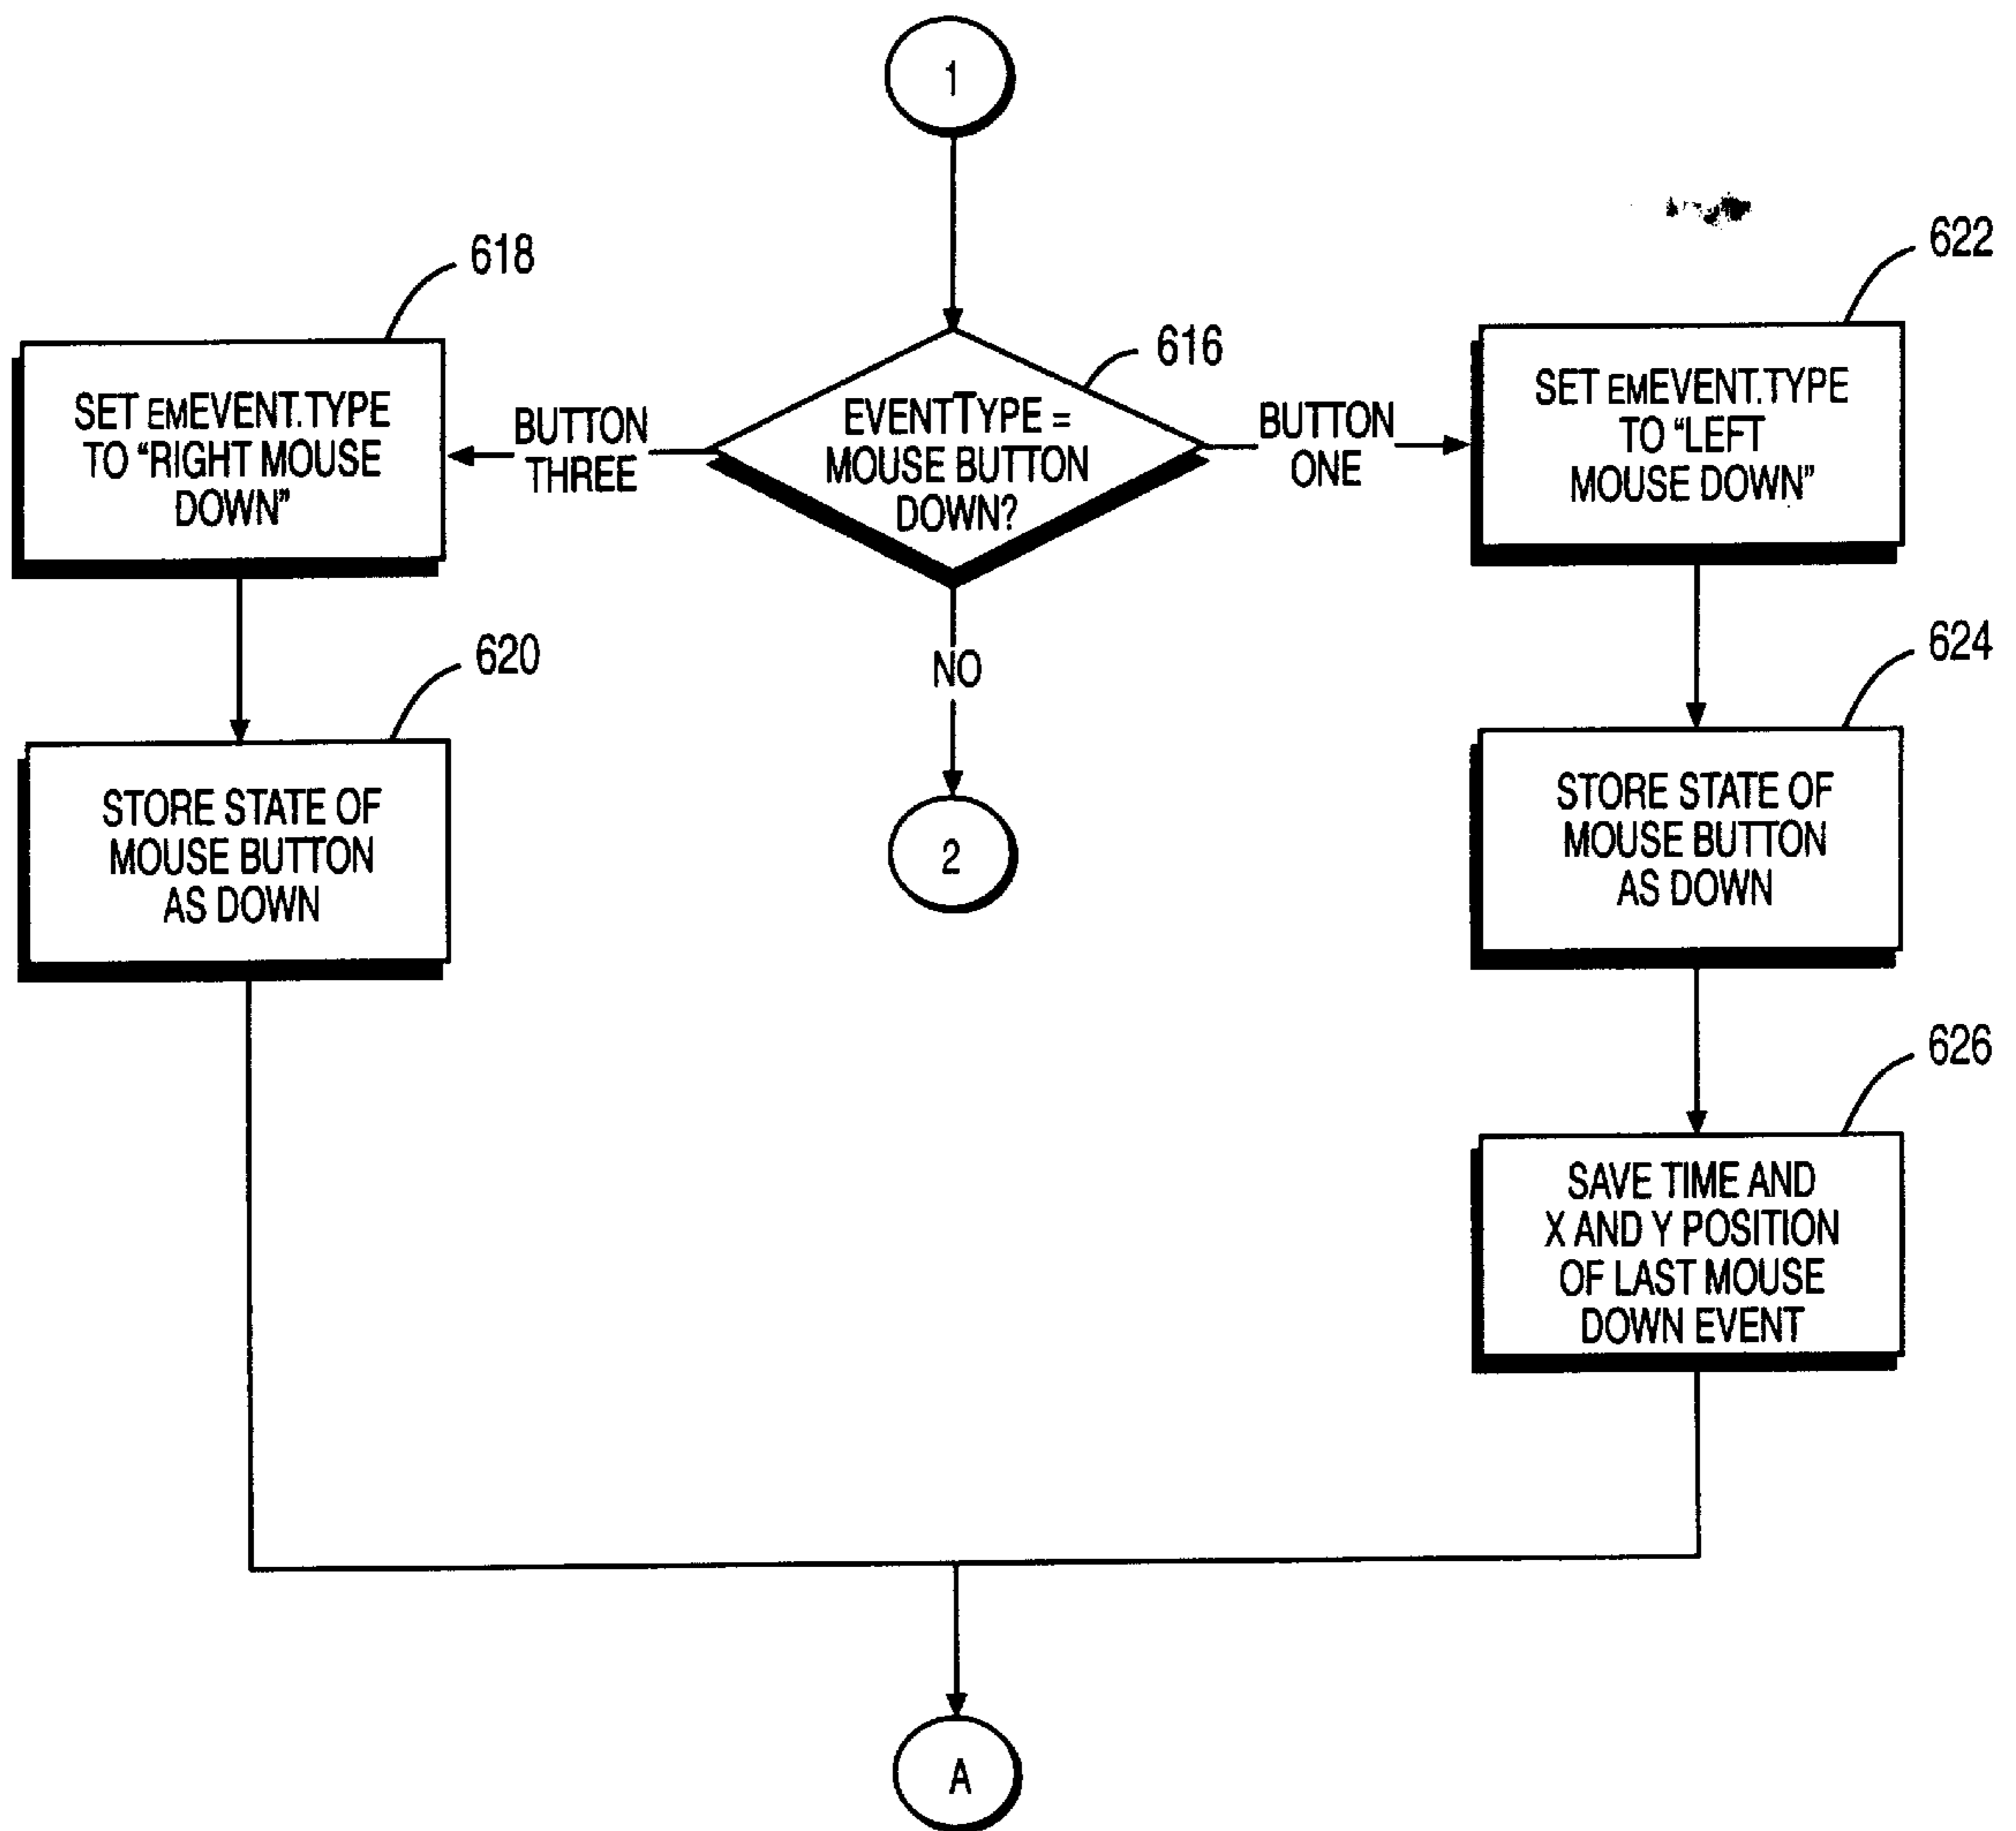 1
618
622
616
SET EMEVENT.TYPE
TO "RIGHT MOUSE
DOWN"
BUTTON
THREE
EVENTTYPE =
MOUSE BUTTON
DOWN?
BUTTON
ONE
SET EMEVENT.TYPE
TO "LEFT
MOUSE DOWN"
620
NO
624
STORE STATE OF
MOUSE BUTTON
AS DOWN
2
STORE STATE OF
MOUSE BUTTON
AS DOWN
626
SAVE TIME AND
X AND Y POSITION
OF LAST MOUSE
DOWN EVENT
A